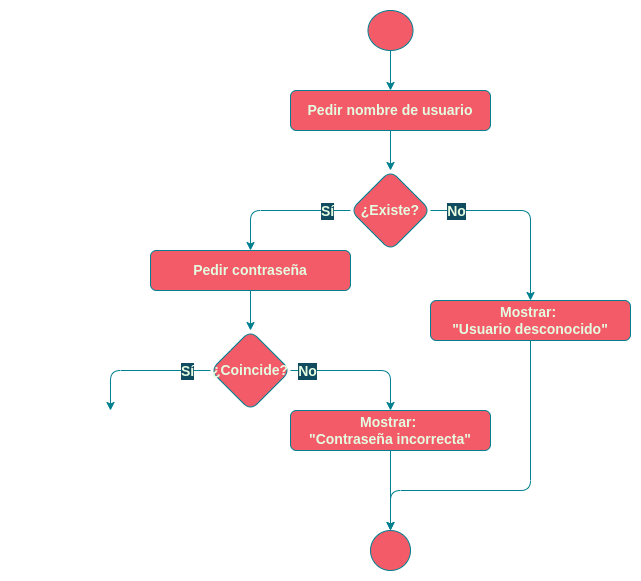 Pedir nombre de usuario
¿Existe?
Sí
No
Pedir contraseña
Mostrar:
"Usuario desconocido"
¿Coincide?
Sí
No
Mostrar:
"Contraseña incorrecta"